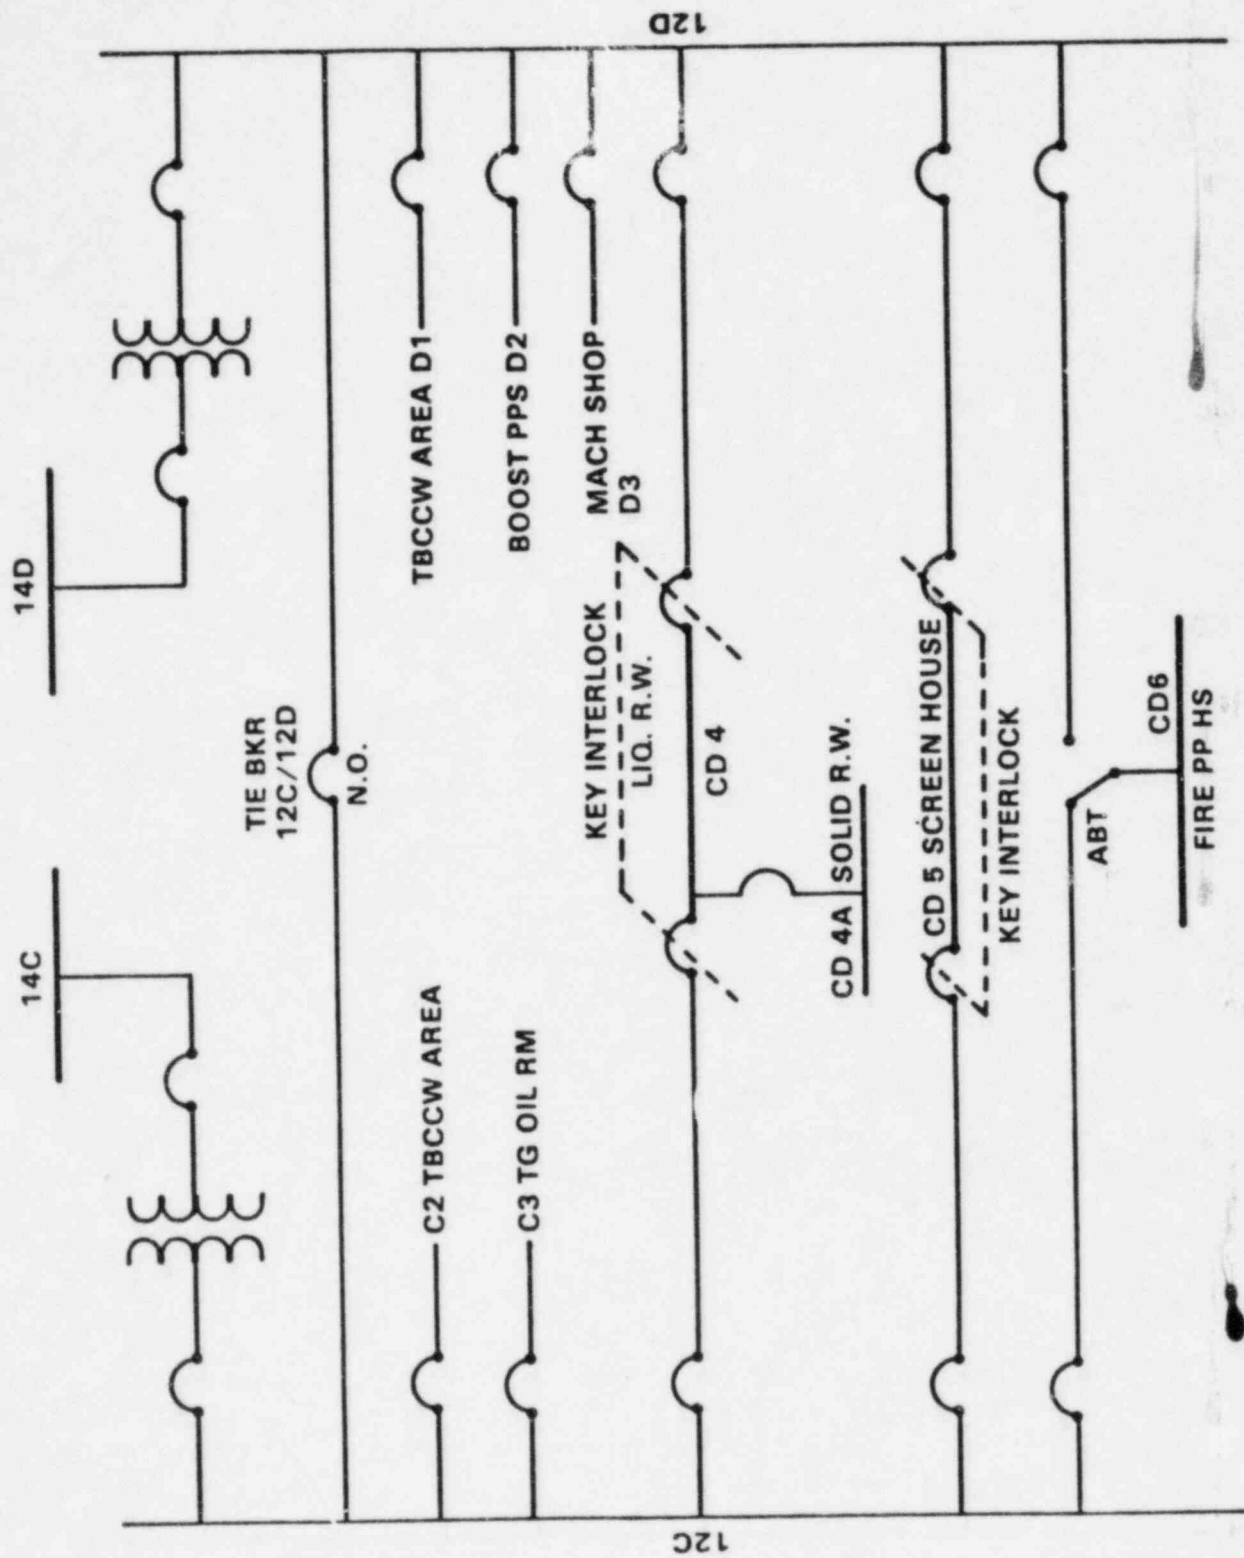 12D
14D
14C
TIE BKR
12C/12D
N.O.
TBCCW AREA D1
BOOST PPS D2
MACH SHOP
D3
C2 TBCCW AREA
C3 TG OIL RM
KEY INTERLOCK
LIQ. R.W.
CD 4
CD 4A SOLID R.W.
CD 5 SCREEN HOUSE
KEY INTERLOCK
ABT
CD6
FIRE PP HS
12C